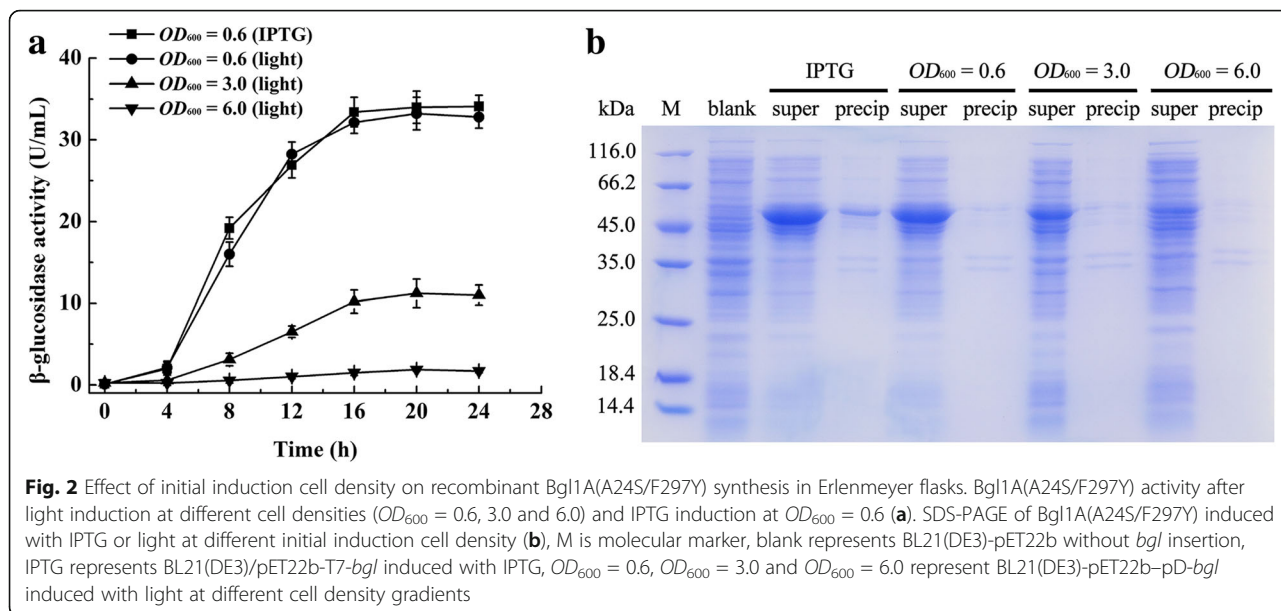 a
OD600 = 0.6 (IPTG)
OD600 = 0.6 (light)
OD600 = 3.0 (light)
OD600 = 6.0 (light)
β-glucosidase activity (U/mL)
40
30
20
10
0
0 4 8 12 16 20 24 28
Time (h)
b
IPTG OD600 = 0.6 OD600 = 3.0 OD600 = 6.0
kDa M blank super precip super precip super precip super precip
116.0
66.2
45.0
35.0
25.0
18.4
14.4
Fig. 2 Effect of initial induction cell density on recombinant Bgl1A(A24S/F297Y) synthesis in Erlenmeyer flasks. Bgl1A(A24S/F297Y) activity after
light induction at different cell densities (OD600 = 0.6, 3.0 and 6.0) and IPTG induction at OD600 = 0.6 (a). SDS-PAGE of Bgl1A(A24S/F297Y) induced
with IPTG or light at different initial induction cell density (b), M is molecular marker, blank represents BL21(DE3)-pET22b without bgl insertion,
IPTG represents BL21(DE3)/pET22b-T7-bgl induced with IPTG, OD600 = 0.6, OD600 = 3.0 and OD600 = 6.0 represent BL21(DE3)-pET22b–pD-bgl
induced with light at different cell density gradients